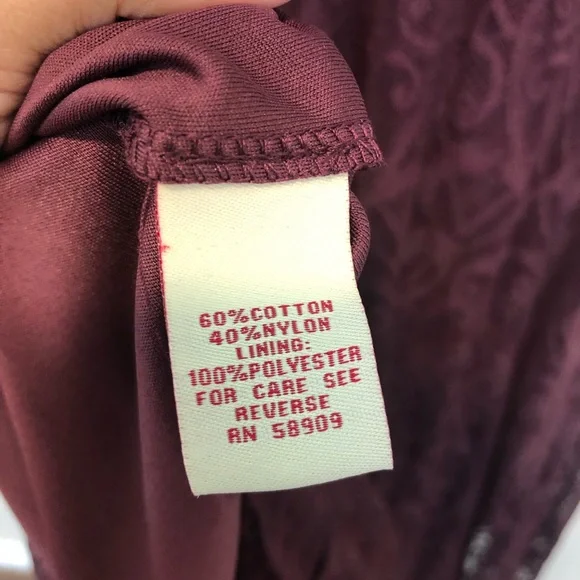 60%COTTON
40%NYLON
LINING:
100%POLYESTER
FOR CARE SEE
REVERSE
RN 58909